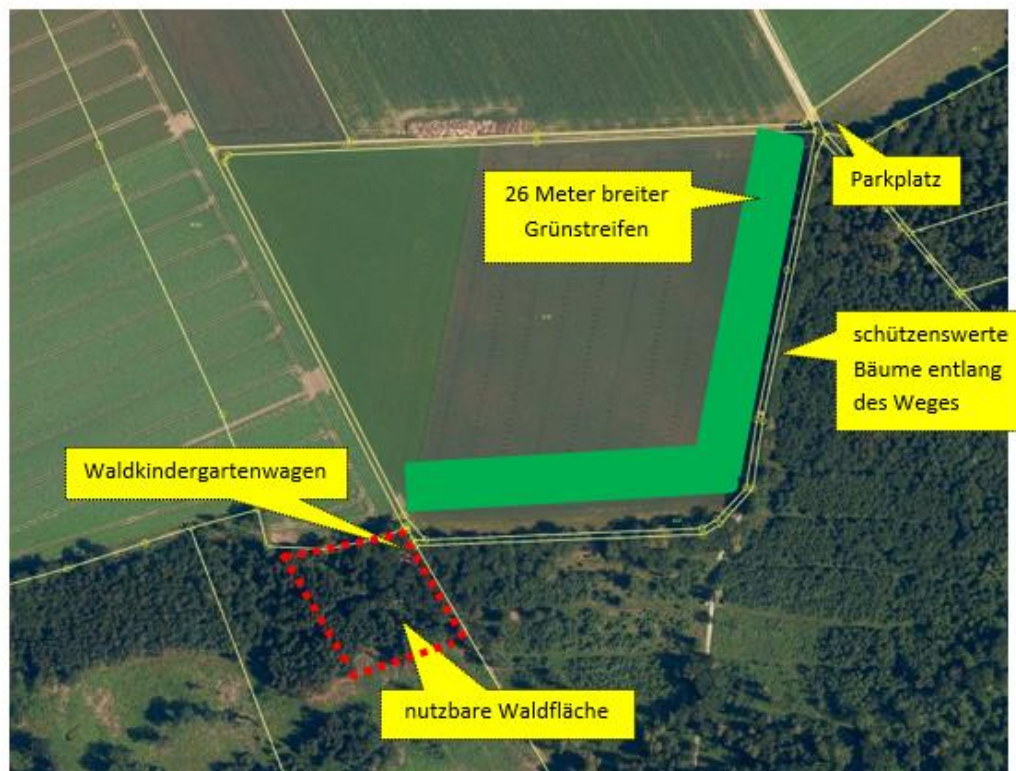 26 Meter breiter
Grünstreifen
Parkplatz
schützenswerte
Bäume entlang
des Weges
Waldkindergartenwagen
nutzbare Waldfläche